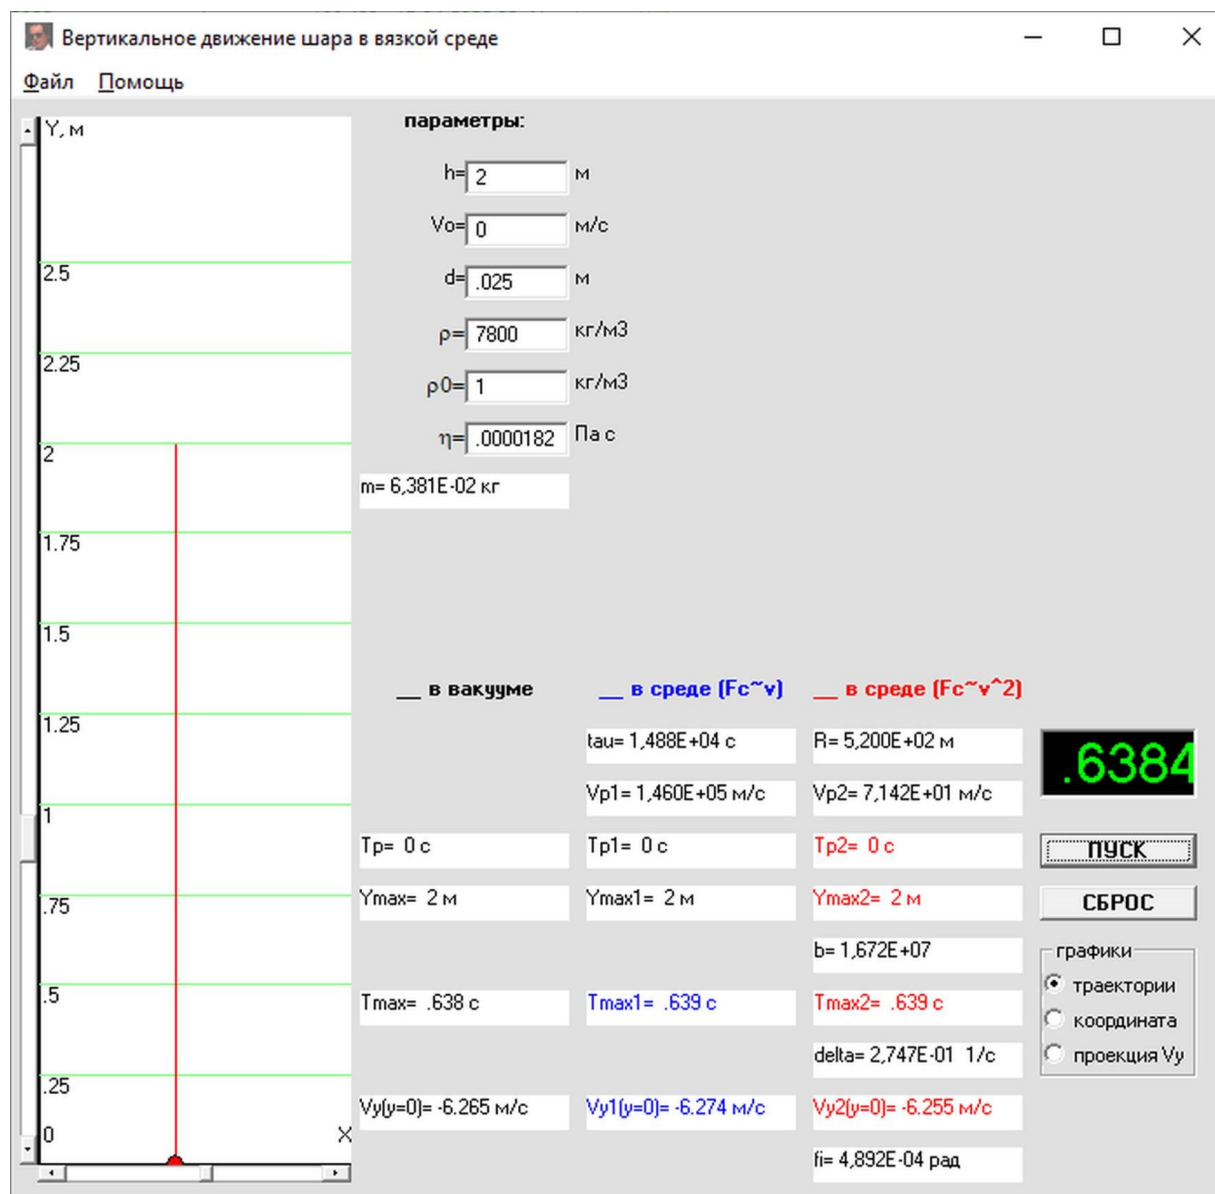 Вертикальное движение шара в вязкой среде
Файл Помощь
Y, м
2.5
2.25
2
1.75
1.5
1.25
1
.75
.5
.25
0
X
параметры:
h= 2 м
Vo= 0 м/с
d= .025 м
ρ= 7800 кг/м3
ρ0= 1 кг/м3
η= .0000182 Па с
m= 6,381E-02 кг
__ в вакууме __ в среде (Fc~v) __ в среде (Fc~v^2)
tau= 1,488E+04 с R= 5,200E+02 м
.6384
Vp1= 1,460E+05 м/с Vp2= 7,142E+01 м/с
Tp= 0 с Tp1= 0 с Tp2= 0 с
ПУСК
Ymax= 2 м Ymax1= 2 м Ymax2= 2 м
СБРОС
b= 1,672E+07
графики
траектории
координата
проекция Vy
Tmax= .638 с Tmax1= .639 с Tmax2= .639 с
delta= 2,747E-01 1/с
Vy(y=0)= -6.265 м/с Vy1(y=0)= -6.274 м/с Vy2(y=0)= -6.255 м/с
fi= 4,892E-04 рад